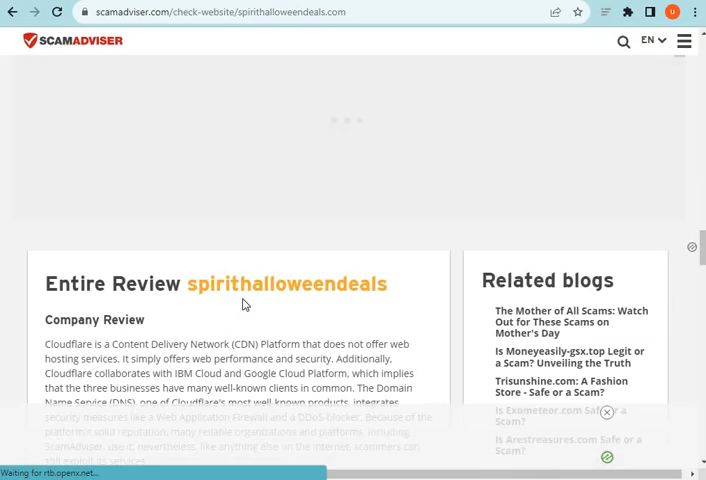 scamadviser.com/check-website/spirithalloweendeals.com
U
SCAMADVISER
EN
Entire Review spirithalloweendeals
Company Review
Cloudflare is a Content Delivery Network (CDN) Platform that does not offer web
hosting services. It simply offers web performance and security. Additionally,
Cloudflare collaborates with IBM Cloud and Google Cloud Platform, which implies
that the three businesses have many well-known clients in common. The Domain
Name Service (DNS), one of Cloudflare's most well-known products, integrates
security measures like a Web Application Firewall and a DDoS-blocker. Because of the
platform's solid reputation, many reliable organizations and platforms, including
ScamAdviser, use it; nevertheless, like anything else on the internet, scammers can
still exploit its services.
Related blogs
The Mother of All Scams: Watch
Out for These Scams on
Mother's Day
Is Moneyeasily-gsx.top Legit or
a Scam? Unveiling the Truth
Trisunshine.com: A Fashion
Store - Safe or a Scam?
Is Exometeor.com Safe or a
Scam?
Is Arestreasures.com Safe or a
Scam?
Waiting for rtb.openx.net...